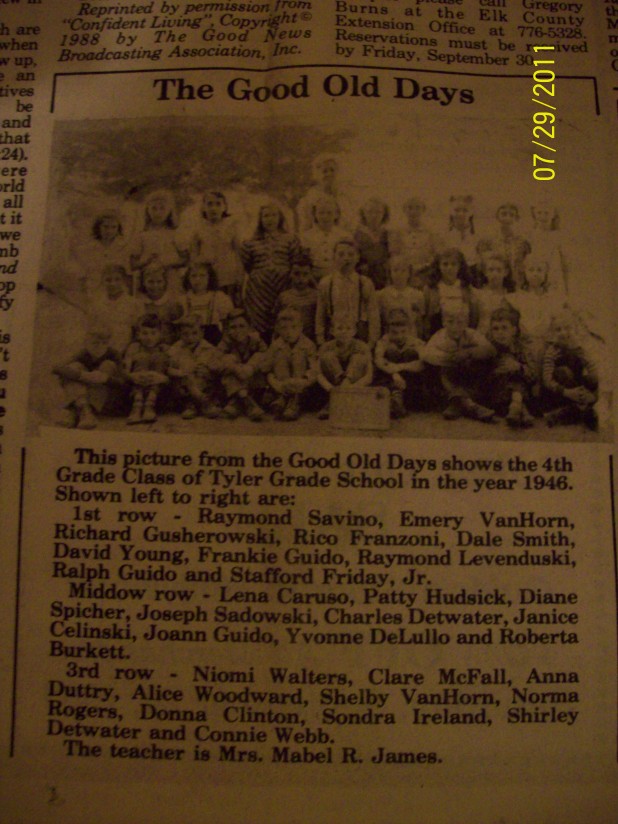 Reprinted by permission from
"Confident Living", Copyright ©
1988 by The Good News
Broadcasting Association, Inc.
please call Gregory
Burns at the Elk County
Extension Office at 776-5328.
Reservations must be received
by Friday, September 30
07/29/2011
The Good Old Days
This picture from the Good Old Days shows the 4th
Grade Class of Tyler Grade School in the year 1946.
Shown left to right are:
1st row - Raymond Savino, Emery VanHorn,
Richard Gusherowski, Rico Franzoni, Dale Smith,
David Young, Frankie Guido, Raymond Levenduski,
Ralph Guido and Stafford Friday, Jr.
Middow row - Lena Caruso, Patty Hudsick, Diane
Spicher, Joseph Sadowski, Charles Detwater, Janice
Celinski, Joann Guido, Yvonne DeLullo and Roberta
Burkett.
3rd row - Niomi Walters, Clare McFall, Anna
Duttry, Alice Woodward, Shelby VanHorn, Norma
Rogers, Donna Clinton, Sondra Ireland, Shirley
Detwater and Connie Webb.
The teacher is Mrs. Mabel R. James.